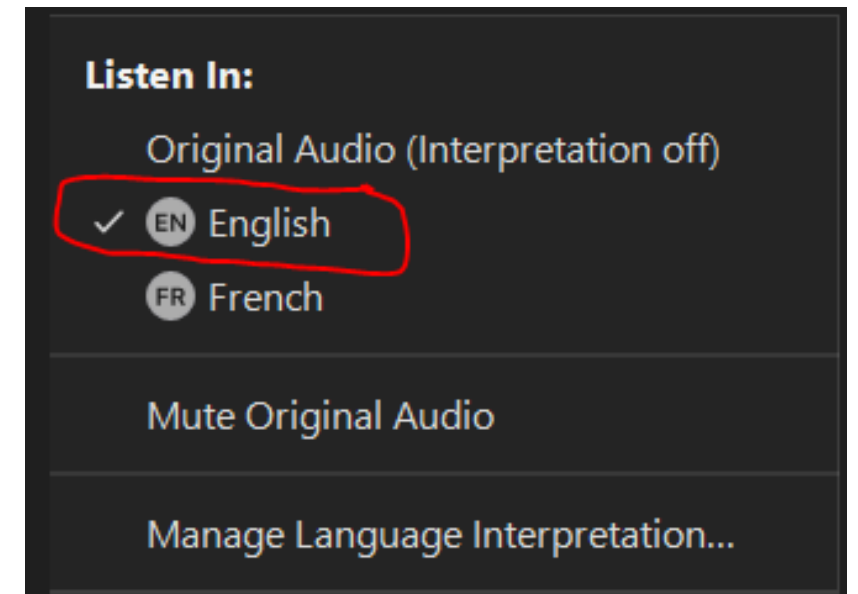 Listen In:
Original Audio (Interpretation off)
EN English
FR French
Mute Original Audio
Manage Language Interpretation...